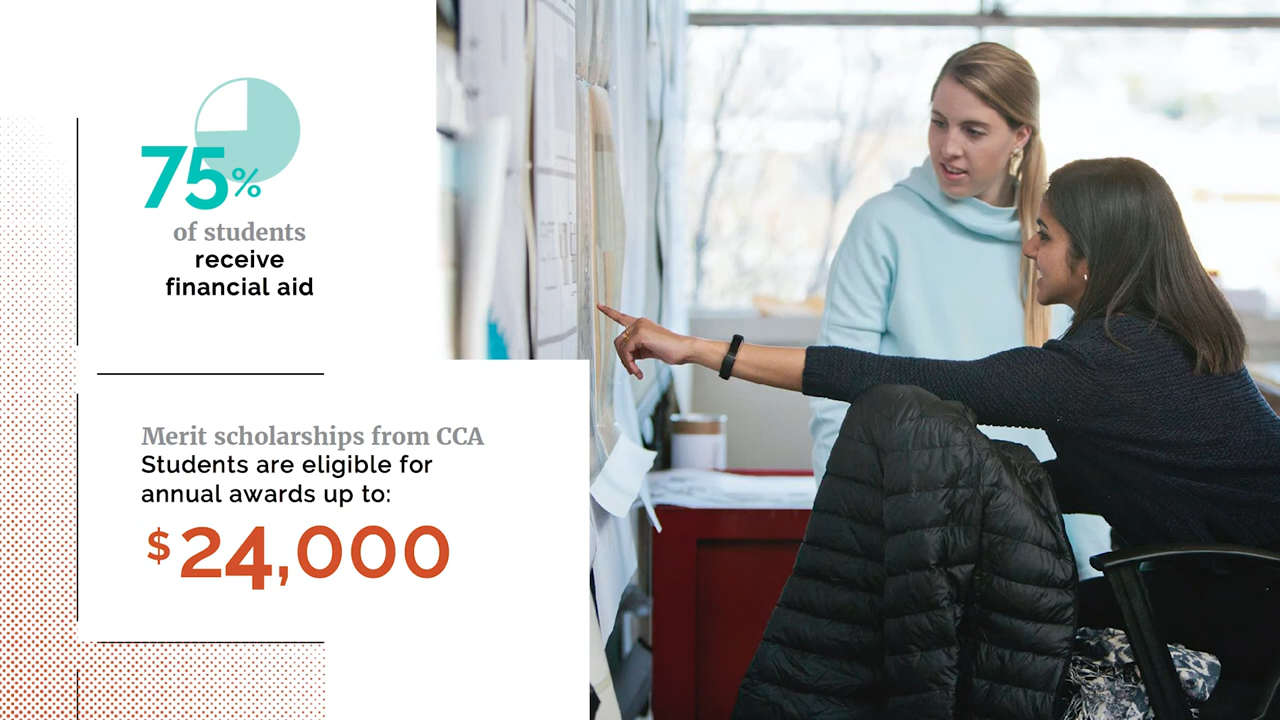 75%
of students
receive
financial aid
Merit scholarships from CCA
Students are eligible for
annual awards up to:
$24,000